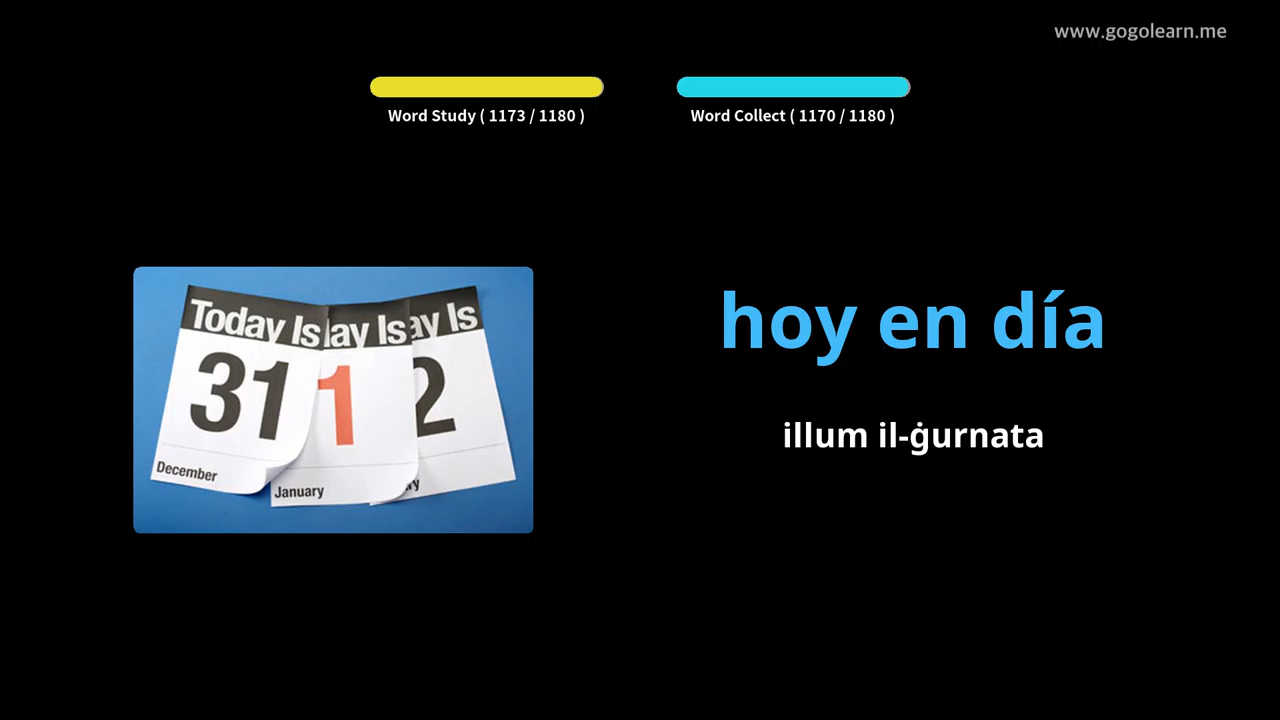 www.gogolearn.me
Word Study ( 1173 / 1180 )
Word Collect ( 1170 / 1180 )
Today Is
ay Is
ay Is
31
1
2
December
January
ry
hoy en día
illum il-ġurnata